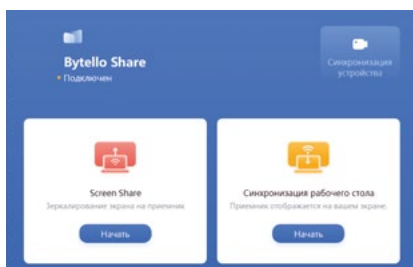 Bytello Share
• Подключен
Синхронизация
устройства
Screen Share
Зеркалирование экрана на приемник
Начать
Синхронизация рабочего стола
Приемник отображается на вашем экране.
Начать